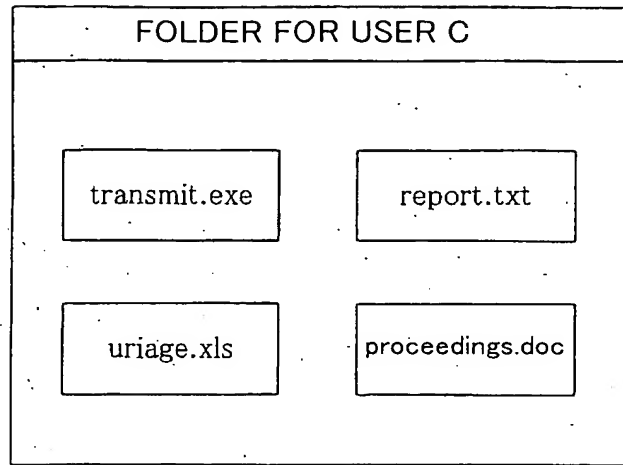 FOLDER FOR USER C
transmit.exe
report.txt
uriage.xls
proceedings.doc